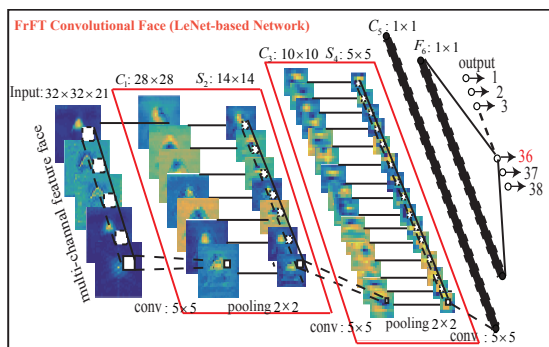 FrFT Convolutional Face (LeNet-based Network)
C₅: 1×1
C₃: 10×10 S₄: 5×5
F₆: 1×1
C₁: 28×28 S₂: 14×14
output
Input: 32×32×21
1
2
3
36
37
38
multi-channal feature face
conv: 5×5
pooling 2×2
conv: 5×5
pooling 2×2
conv: 5×5